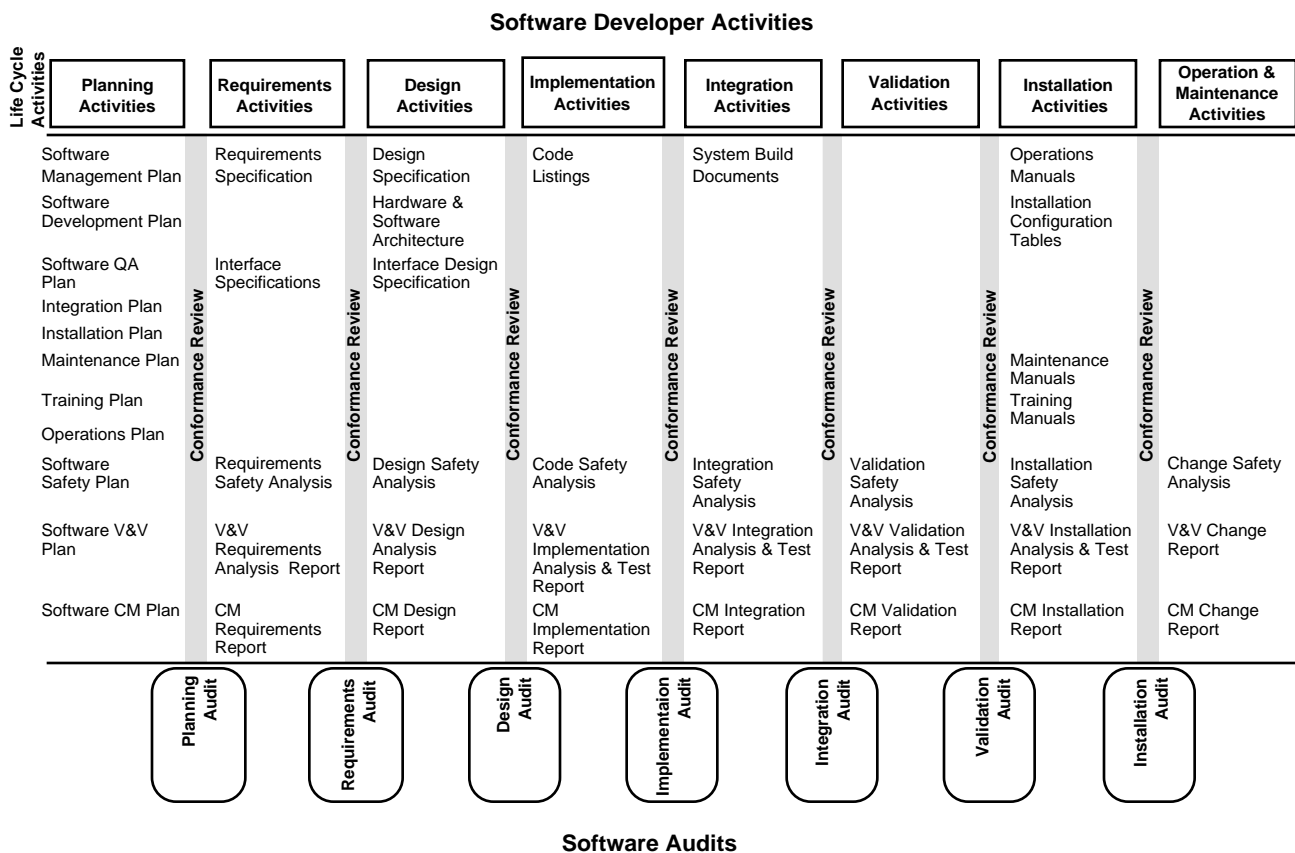 Software Developer Activities
Life Cycle
Activities
Planning
Activities
Requirements
Activities
Design
Activities
Implementation
Activities
Integration
Activities
Validation
Activities
Installation
Activities
Operation &
Maintenance
Activities
Software
Management Plan
Software
Development Plan
Software QA
Plan
Integration Plan
Installation Plan
Maintenance Plan
Training Plan
Operations Plan
Software
Safety Plan
Software V&V
Plan
Software CM Plan
Conformance Review
Requirements
Specification
Interface
Specifications
Requirements
Safety Analysis
V&V
Requirements
Analysis Report
CM
Requirements
Report
Conformance Review
Design
Specification
Hardware &
Software
Architecture
Interface Design
Specification
Design Safety
Analysis
V&V Design
Analysis
Report
CM Design
Report
Conformance Review
Code
Listings
Code Safety
Analysis
V&V
Implementation
Analysis & Test
Report
CM
Implementation
Report
Conformance Review
System Build
Documents
Integration
Safety
Analysis
V&V Integration
Analysis & Test
Report
CM Integration
Report
Conformance Review
Validation
Safety
Analysis
V&V Validation
Analysis & Test
Report
CM Validation
Report
Conformance Review
Operations
Manuals
Installation
Configuration
Tables
Maintenance
Manuals
Training
Manuals
Installation
Safety
Analysis
V&V Installation
Analysis & Test
Report
CM Installation
Report
Conformance Review
Change Safety
Analysis
V&V Change
Report
CM Change
Report
Planning
Audit
Requirements
Audit
Design
Audit
Implementaion
Audit
Integration
Audit
Validation
Audit
Installation
Audit
Software Audits